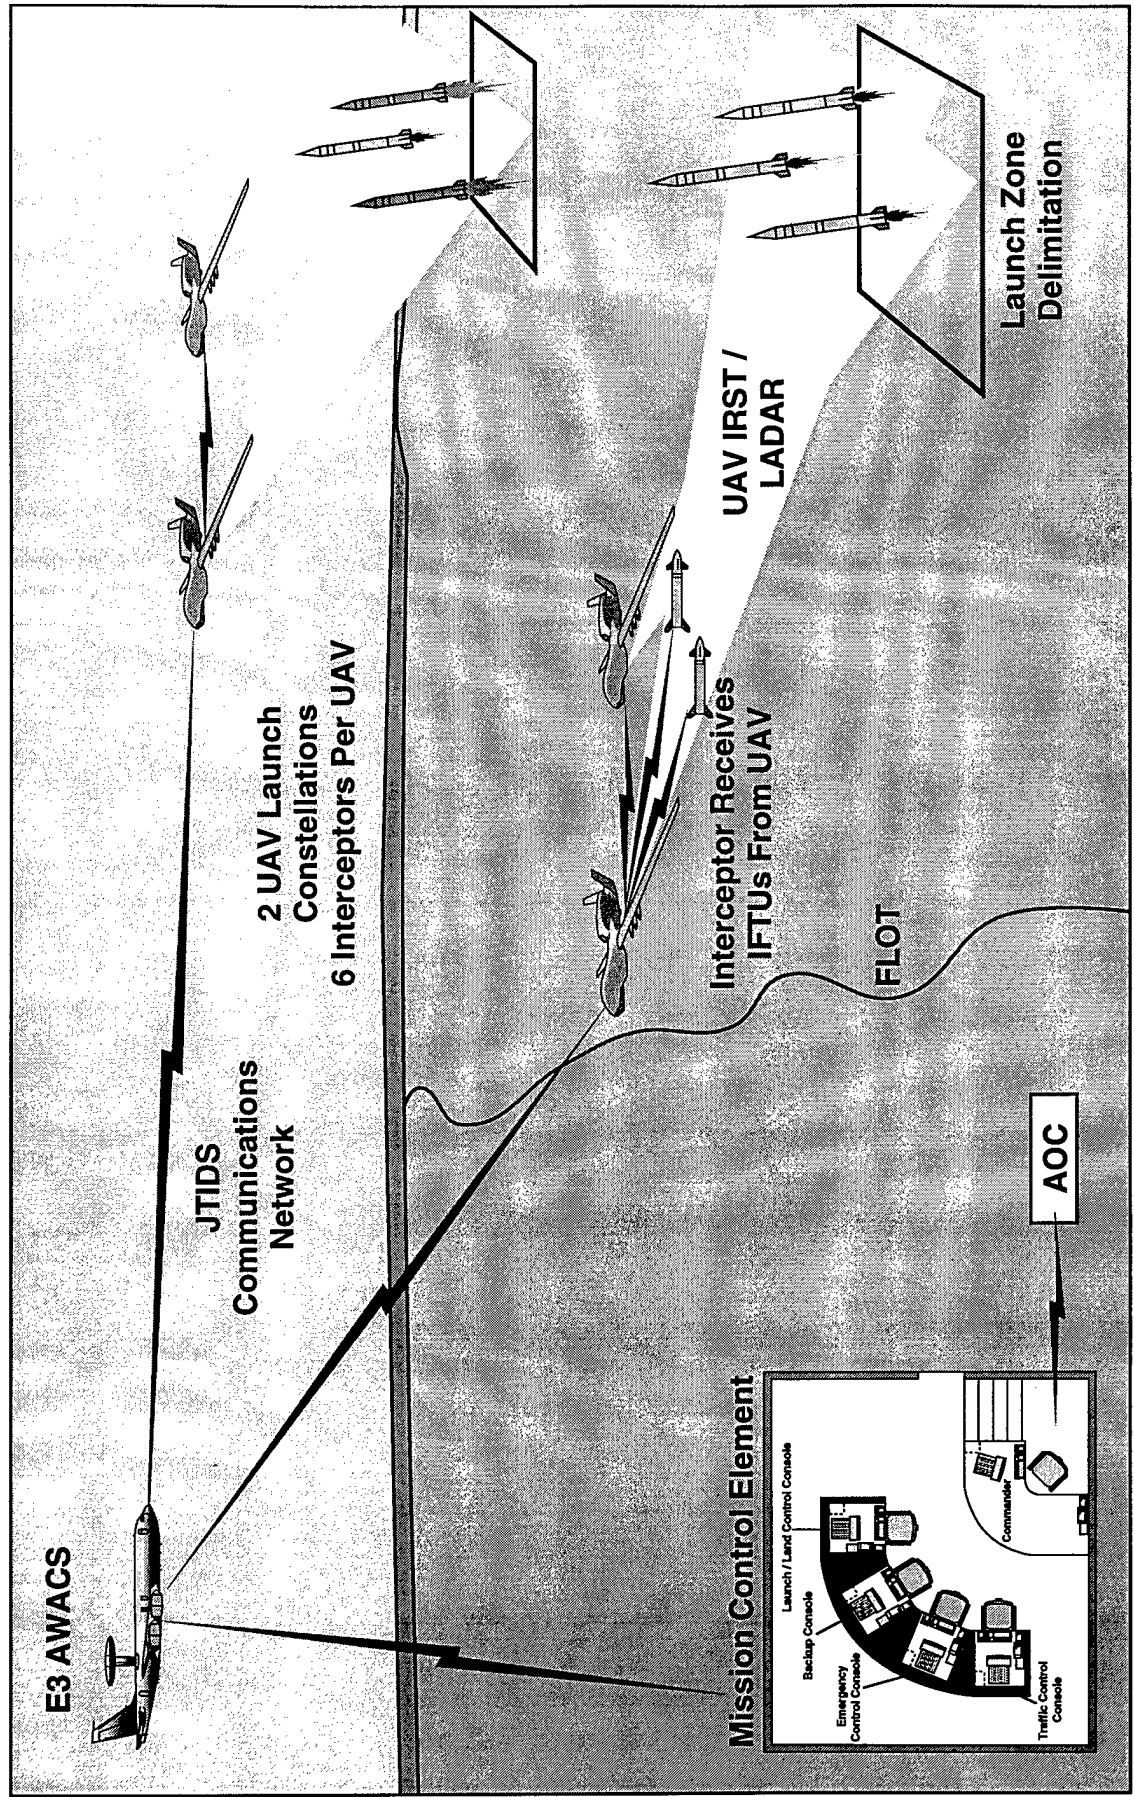 E3 AWACS
JTIDS
Communications
Network
2 UAV Launch
Constellations
6 Interceptors Per UAV
UAV IRST /
LADAR
Interceptor Receives
IFTUs From UAV
FLOT
Launch Zone
Delimitation
Mission Control Element
Launch / Land Control Console
Backup Console
Emergency
Control Console
Traffic Control
Console
Commander
AOC